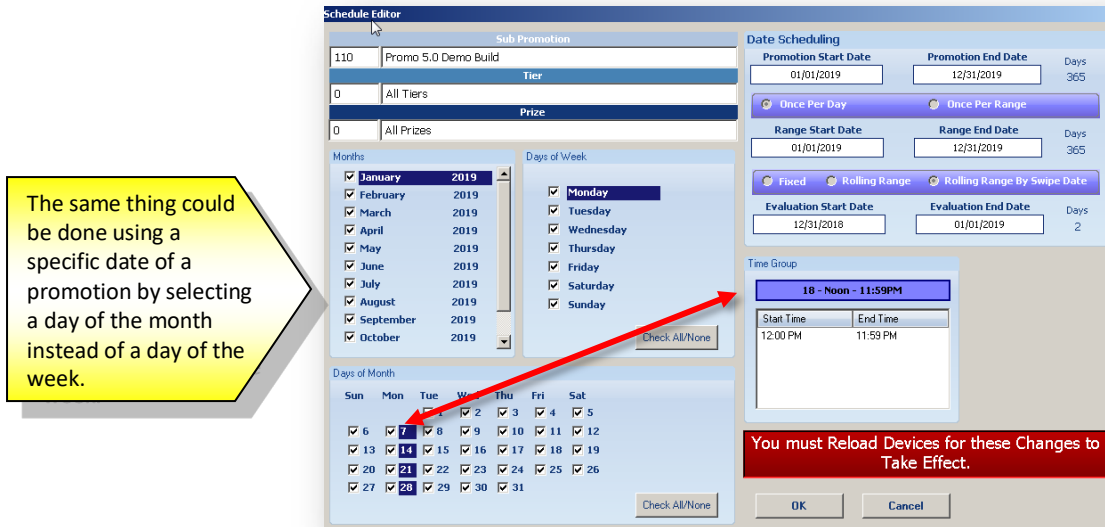 Schedule Editor
Sub Promotion
110 Promo 5.0 Demo Build
Tier
0 All Tiers
Prize
0 All Prizes
Months
January 2019
February 2019
March 2019
April 2019
May 2019
June 2019
July 2019
August 2019
September 2019
October 2019
Days of Week
Monday
Tuesday
Wednesday
Thursday
Friday
Saturday
Sunday
Check All/None
Days of Month
Sun Mon Tue Wed Thu Fri Sat
1 2 3 4 5
6 7 8 9 10 11 12
13 14 15 16 17 18 19
20 21 22 23 24 25 26
27 28 29 30 31
Check All/None
Date Scheduling
Promotion Start Date Promotion End Date Days
01/01/2019 12/31/2019 365
Once Per Day Once Per Range
Range Start Date Range End Date Days
01/01/2019 12/31/2019 365
Fixed Rolling Range Rolling Range By Swipe Date
Evaluation Start Date Evaluation End Date Days
12/31/2018 01/01/2019 2
Time Group
18 - Noon - 11:59PM
Start Time End Time
12:00 PM 11:59 PM
You must Reload Devices for these Changes to
Take Effect.
OK Cancel
The same thing could
be done using a
specific date of a
promotion by selecting
a day of the month
instead of a day of the
week.